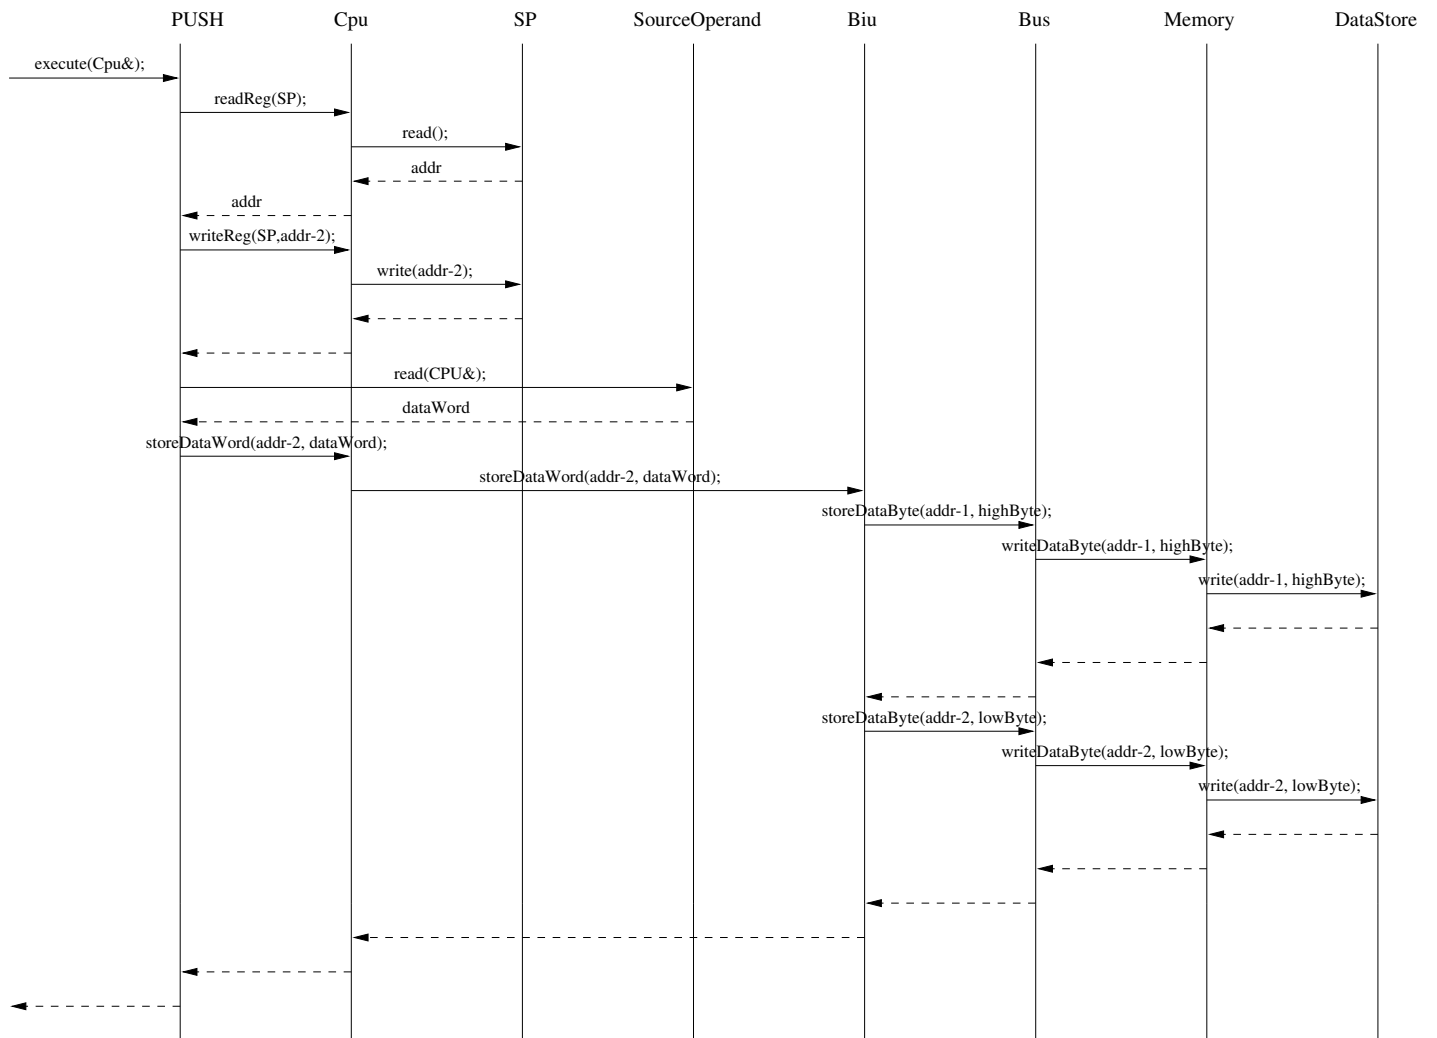 PUSH Cpu SP SourceOperand Biu Bus Memory DataStore
execute(Cpu&);
readReg(SP);
read();
addr
addr
writeReg(SP,addr-2);
write(addr-2);
read(CPU&);
dataWord
storeDataWord(addr-2, dataWord);
storeDataWord(addr-2, dataWord);
storeDataByte(addr-1, highByte);
writeDataByte(addr-1, highByte);
write(addr-1, highByte);
storeDataByte(addr-2, lowByte);
writeDataByte(addr-2, lowByte);
write(addr-2, lowByte);